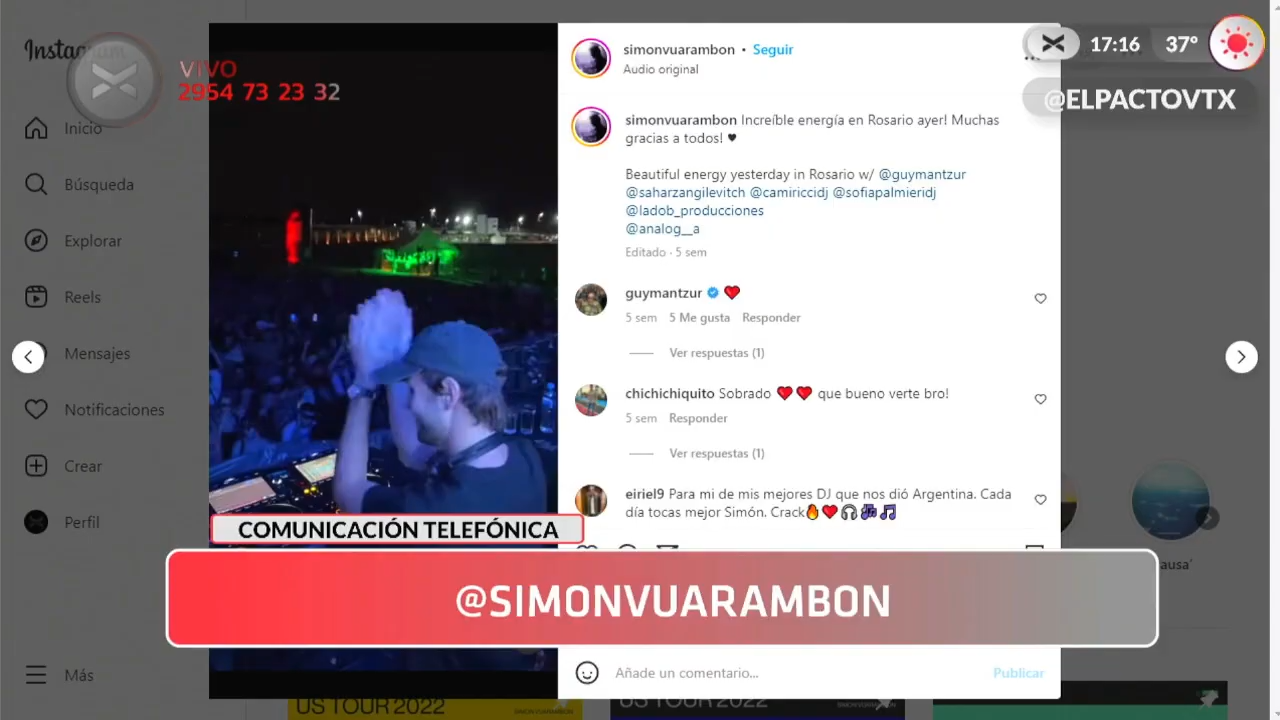 Instagram
VIVO
2954 73 23 32
Inicio
Búsqueda
Explorar
Reels
Mensajes
Notificaciones
Crear
Perfil
Más
simonvuarambon • Seguir
Audio original
17:16 37°
@ELPACTOVTX
simonvuarambon Increíble energía en Rosario ayer! Muchas
gracias a todos! ♥
Beautiful energy yesterday in Rosario w/ @guymantzur
@saharzangilevitch @camiriccidj @sofiapalmieridj
@ladob_producciones
@analog__a
Editado · 5 sem
guymantzur ❤️
5 sem 5 Me gusta Responder
Ver respuestas (1)
chichichiquito Sobrado ❤️❤️ que bueno verte bro!
5 sem Responder
Ver respuestas (1)
eiriel9 Para mi de mis mejores DJ que nos dió Argentina. Cada
día tocas mejor Simón. Crack🔥❤️🎧🎶🎵
COMUNICACIÓN TELEFÓNICA
ausa'
@SIMONVUARAMBON
Añade un comentario... Publicar
US TOUR 2022
SIMON VUARAMBON
US TOUR 2022
SIMON VUARAMBON